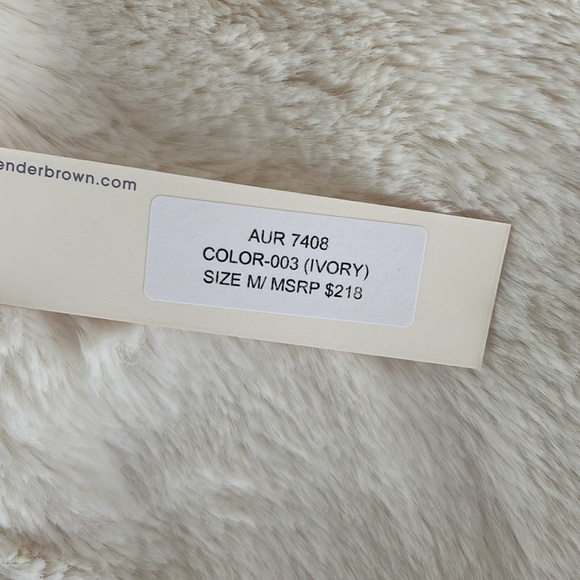 enderbrown.com
AUR 7408
COLOR-003 (IVORY)
SIZE M/ MSRP $218